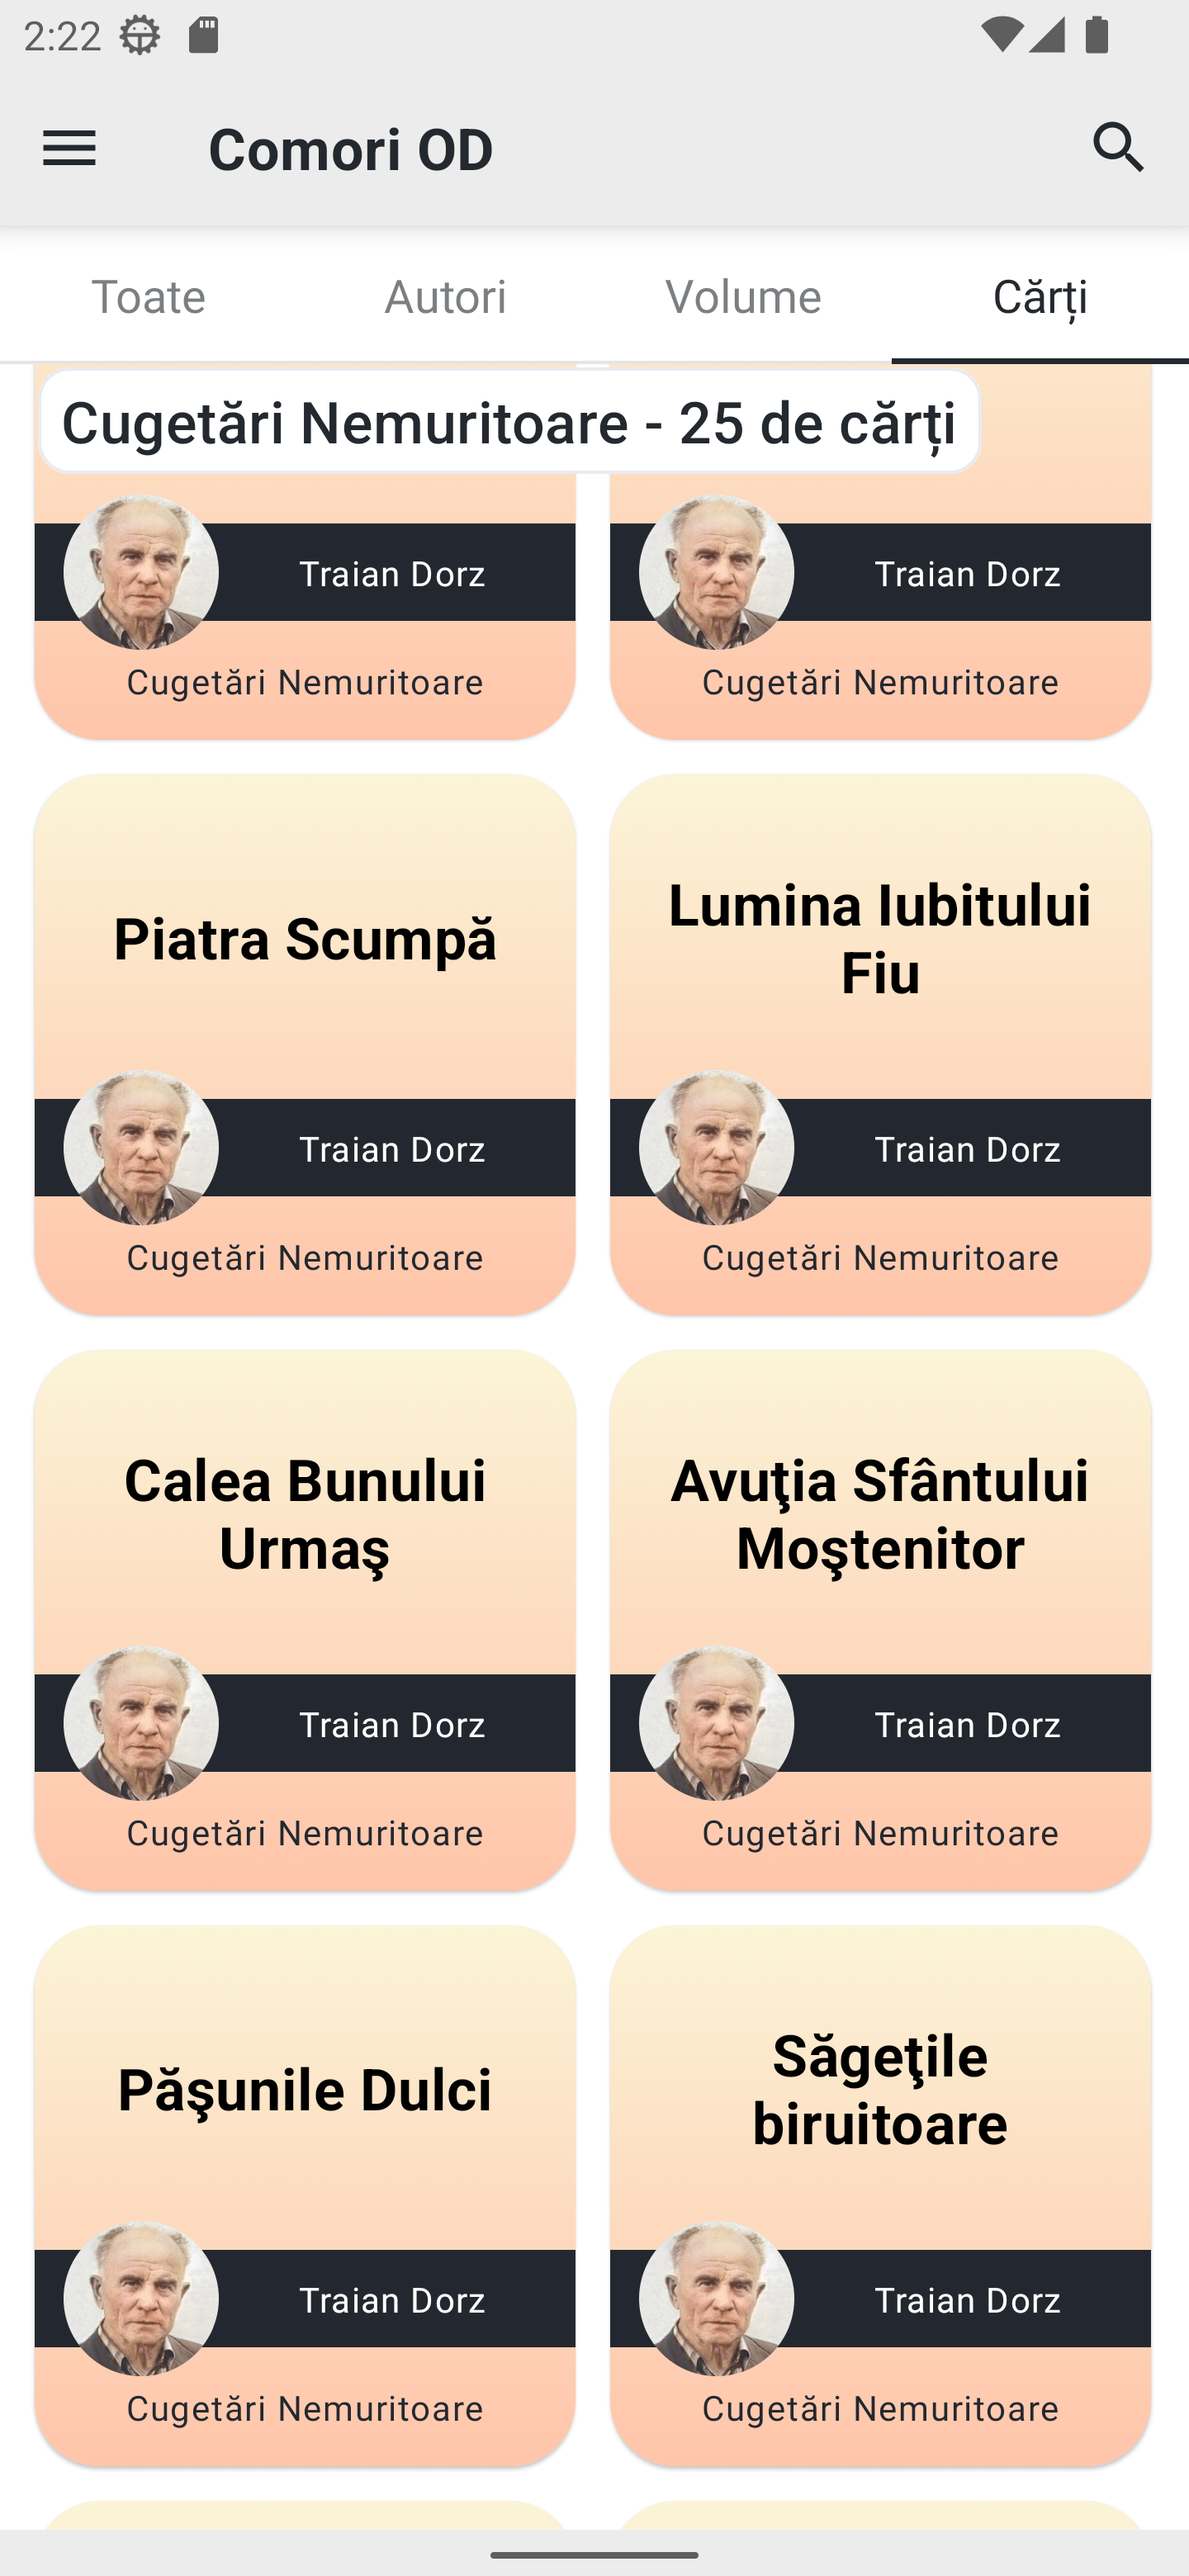 2:22
Comori OD
Toate
Autori
Volume
Cărți
Cugetări Nemuritoare - 25 de cărți
Traian Dorz
Cugetări Nemuritoare
Traian Dorz
Cugetări Nemuritoare
Piatra Scumpă
Traian Dorz
Cugetări Nemuritoare
Lumina Iubitului
Fiu
Traian Dorz
Cugetări Nemuritoare
Calea Bunului
Urmaş
Traian Dorz
Cugetări Nemuritoare
Avuţia Sfântului
Moştenitor
Traian Dorz
Cugetări Nemuritoare
Păşunile Dulci
Traian Dorz
Cugetări Nemuritoare
Săgeţile
biruitoare
Traian Dorz
Cugetări Nemuritoare